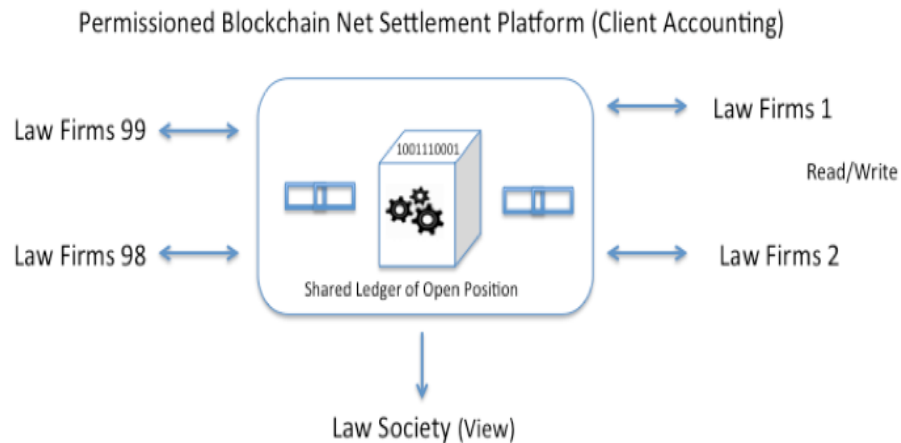 Permissioned Blockchain Net Settlement Platform (Client Accounting)
Law Firms 99
Law Firms 1
1001110001
Read/Write
Law Firms 98
Law Firms 2
Shared Ledger of Open Position
Law Society (View)